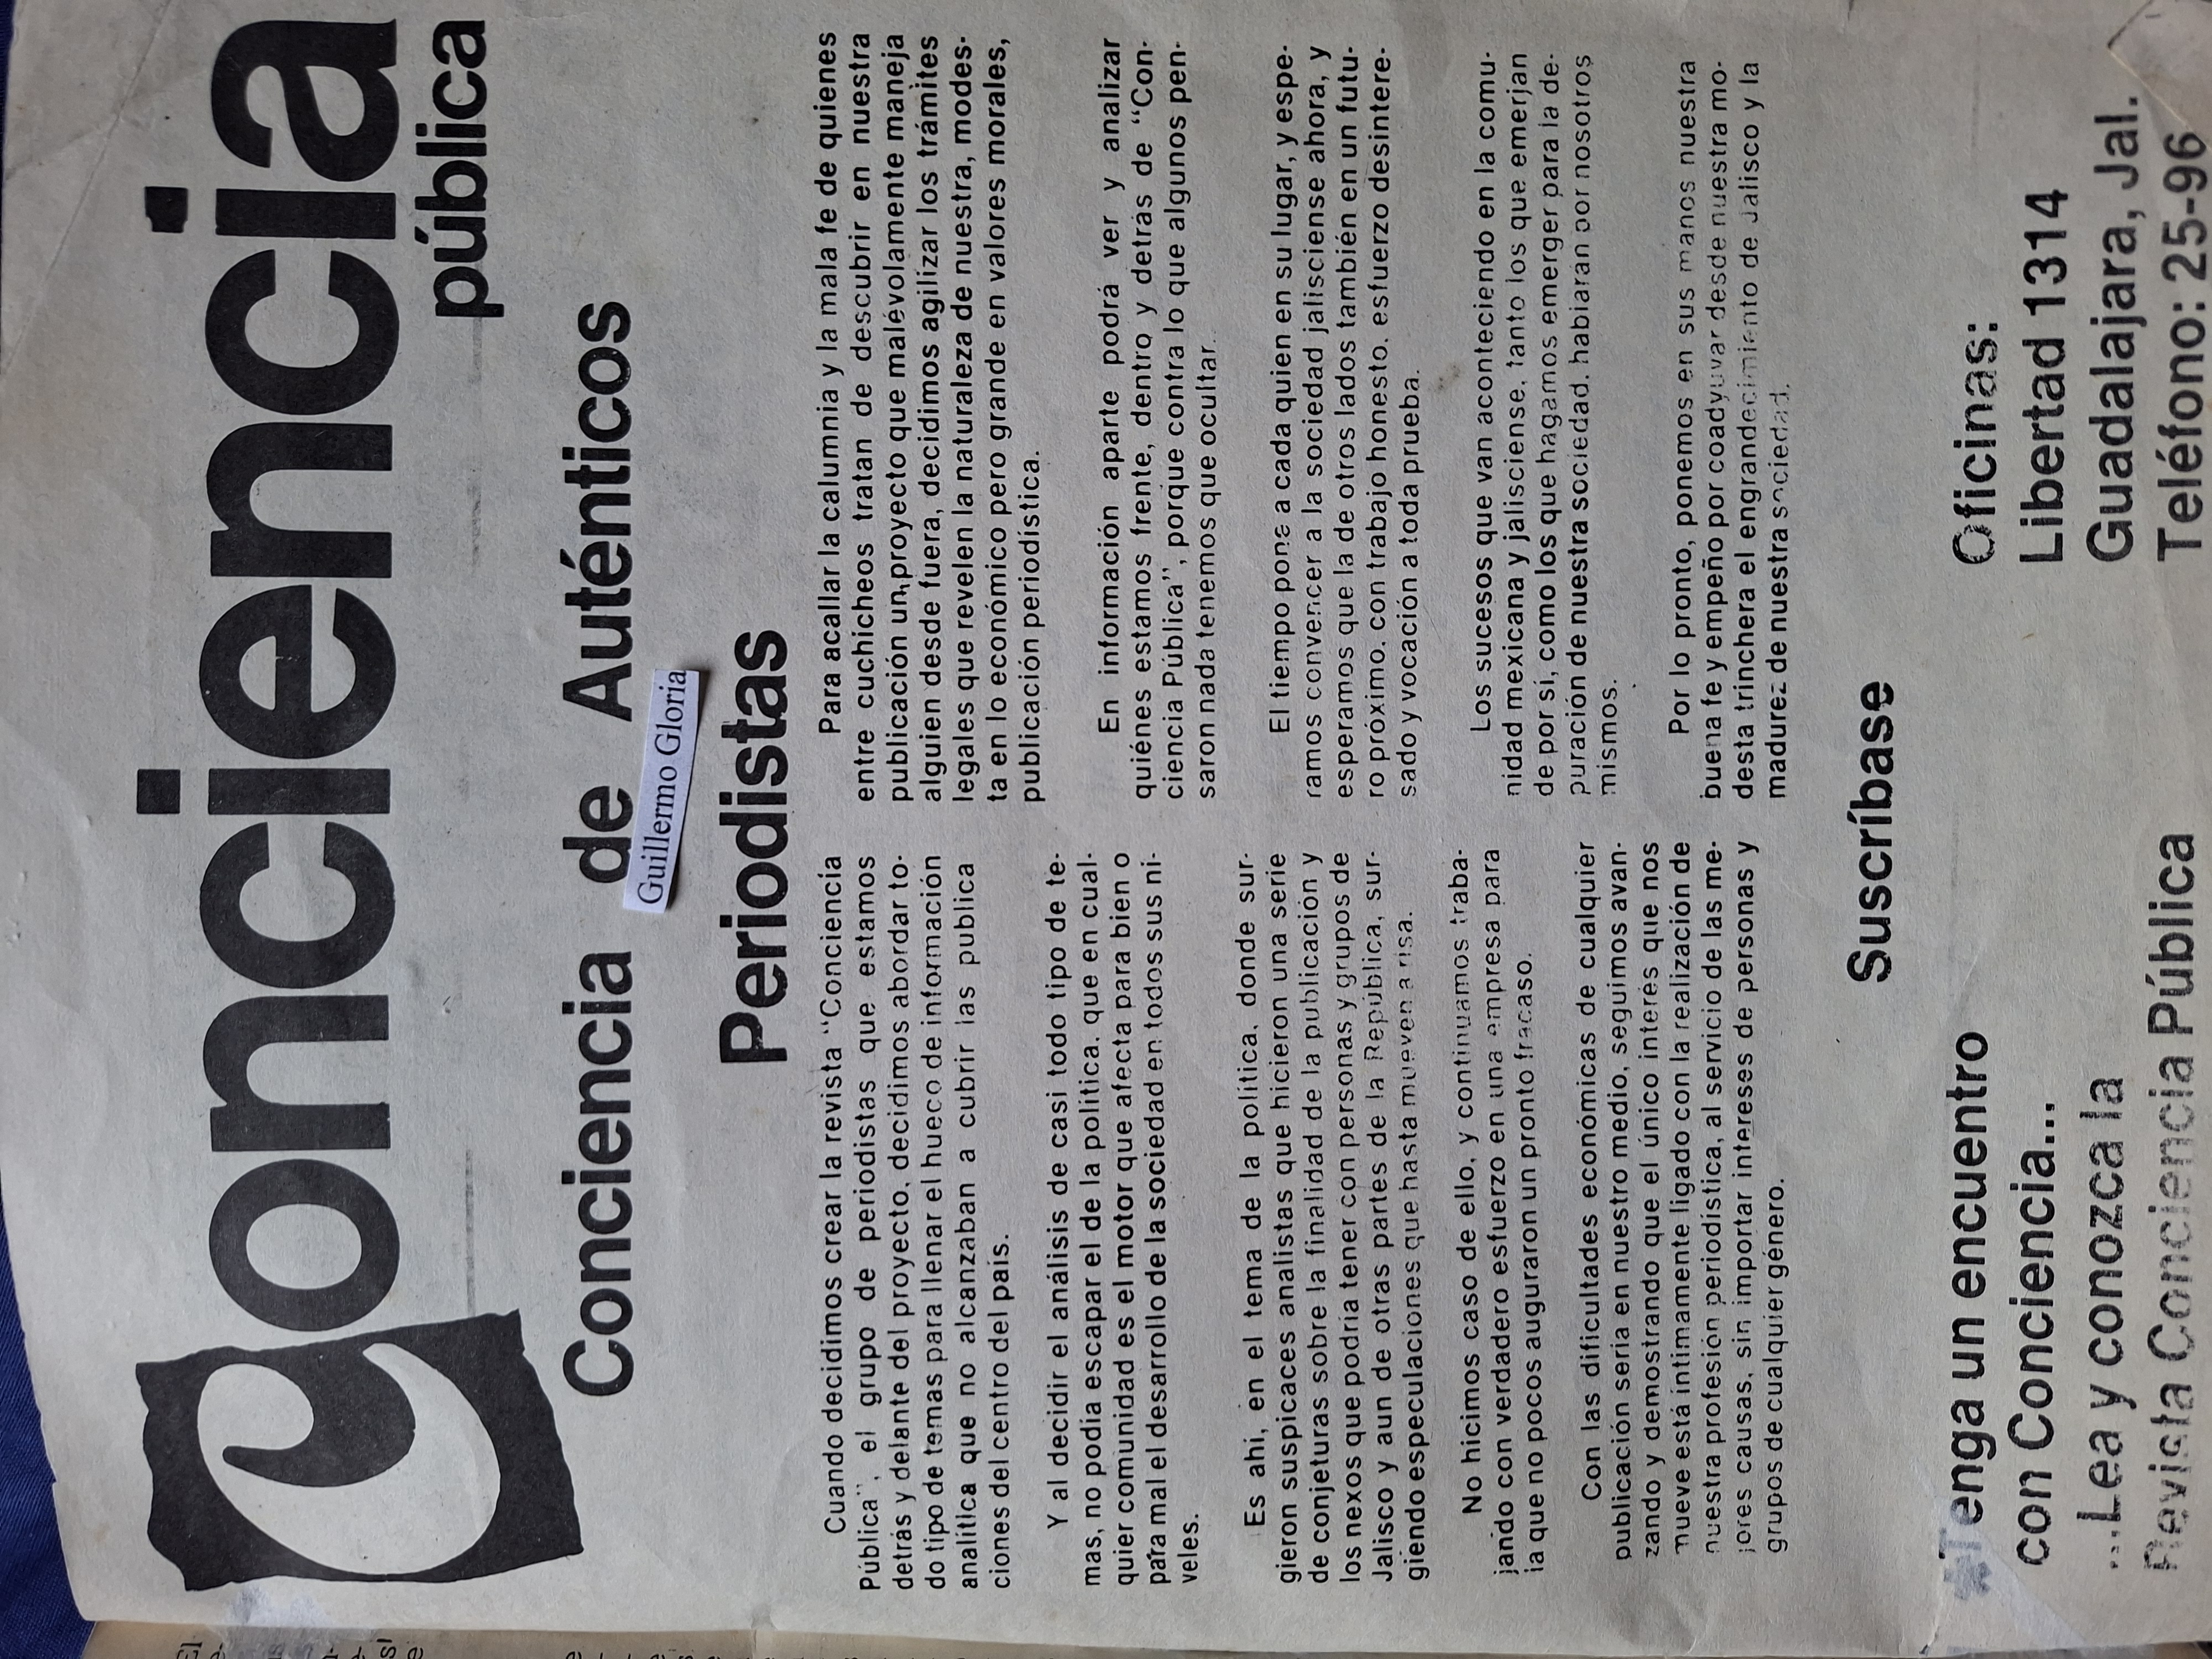 Conciencia
pública
Conciencia de Auténticos
Guillermo Gloria
Periodistas
Cuando decidimos crear la revista "Conciencia
Pública", el grupo de periodistas que estamos
detrás y delante del proyecto, decidimos abordar to-
do tipo de temas para llenar el hueco de información
analítica que no alcanzaban a cubrir las publica
ciones del centro del país.
Y al decidir el análisis de casi todo tipo de te-
mas, no podía escapar el de la política, que en cual-
quier comunidad es el motor que afecta para bien o
para mal el desarrollo de la sociedad en todos sus ni-
veles.
Es ahi, en el tema de la política, donde sur-
gieron suspicaces analistas que hicieron una serie
de conjeturas sobre la finalidad de la publicación y
los nexos que podría tener con personas y grupos de
Jalisco y aun de otras partes de la República, sur-
giendo especulaciones que hasta mueven a risa.
No hicimos caso de ello, y continuamos traba-
jando con verdadero esfuerzo en una empresa para
la que no pocos auguraron un pronto fracaso.
Con las dificultades económicas de cualquier
publicación seria en nuestro medio, seguimos avan-
zando y demostrando que el único interés que nos
mueve está íntimamente ligado con la realización de
nuestra profesión periodística, al servicio de las me-
jores causas, sin importar intereses de personas y
grupos de cualquier género.
Para acallar la calumnia y la mala fe de quienes
entre cuchicheos tratan de descubrir en nuestra
publicación un proyecto que malévolamente maneja
alguien desde fuera, decidimos agilizar los trámites
legales que revelen la naturaleza de nuestra, modes-
ta en lo económico pero grande en valores morales,
publicación periodística.
En información aparte podrá ver y analizar
quiénes estamos frente, dentro y detrás de "Con-
ciencia Pública", porque contra lo que algunos pen-
saron nada tenemos que ocultar.
El tiempo pone a cada quien en su lugar, y espe-
ramos convencer a la sociedad jalisciense ahora, y
esperamos que la de otros lados también en un futu-
ro próximo, con trabajo honesto, esfuerzo desintere-
sado y vocación a toda prueba.
Los sucesos que van aconteciendo en la comu-
nidad mexicana y jalisciense, tanto los que emerjan
de por sí, como los que hagamos emerger para la de-
puración de nuestra sociedad, hablaran por nosotros
mismos.
Por lo pronto, ponemos en sus manos nuestra
buena fe y empeño por coadyuvar desde nuestra mo-
desta trinchera el engrandecimiento de Jalisco y la
madurez de nuestra sociedad.
Suscríbase
Tenga un encuentro
con Conciencia...
...Lea y conozca la
Revista Conciencia Pública
Oficinas:
Libertad 1314
Guadalajara, Jal.
Teléfono: 25-96